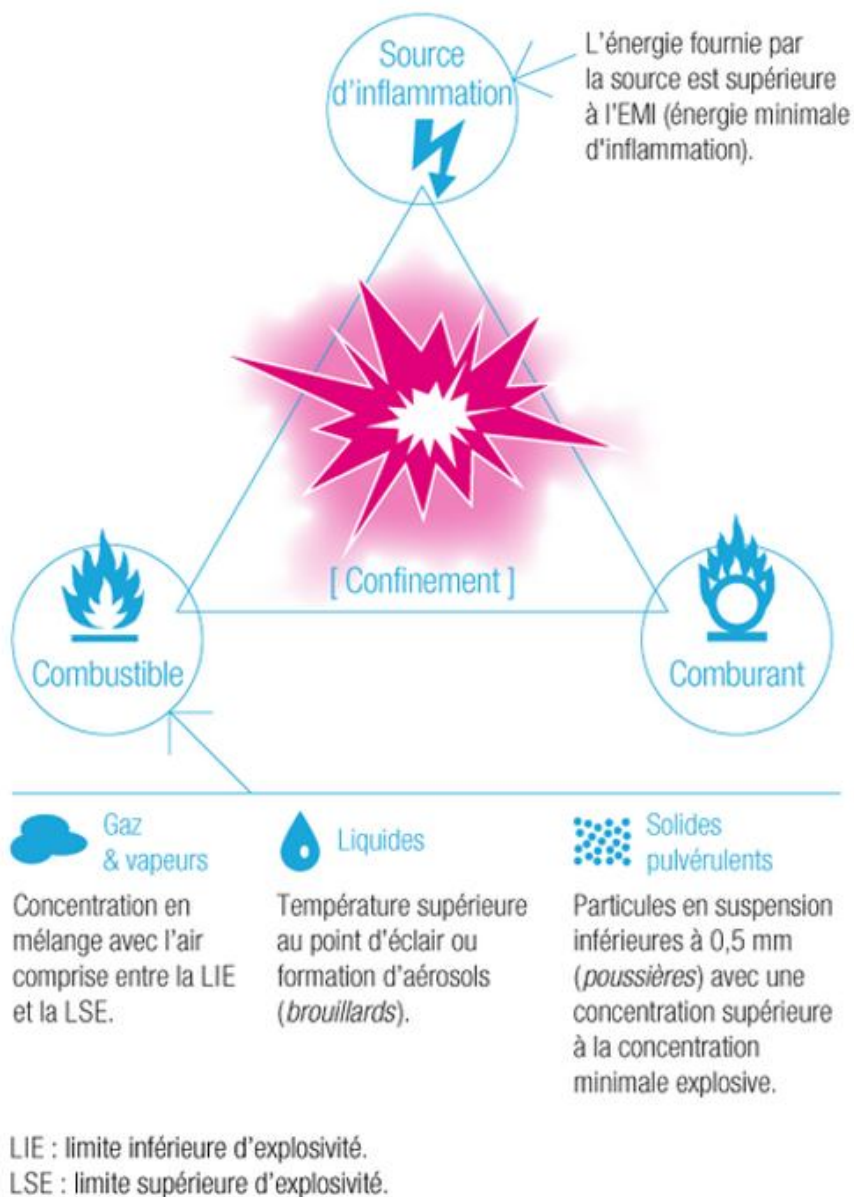 Source
d'inflammation
L'énergie fournie par
la source est supérieure
à l'EMI (énergie minimale
d'inflammation).
[ Confinement ]
Combustible
Comburant
Gaz
& vapeurs
Concentration en
mélange avec l'air
comprise entre la LIE
et la LSE.
Liquides
Température supérieure
au point d'éclair ou
formation d'aérosols
(brouillards).
Solides
pulvérulents
Particules en suspension
inférieures à 0,5 mm
(poussières) avec une
concentration supérieure
à la concentration
minimale explosive.
LIE : limite inférieure d'explosivité.
LSE : limite supérieure d'explosivité.